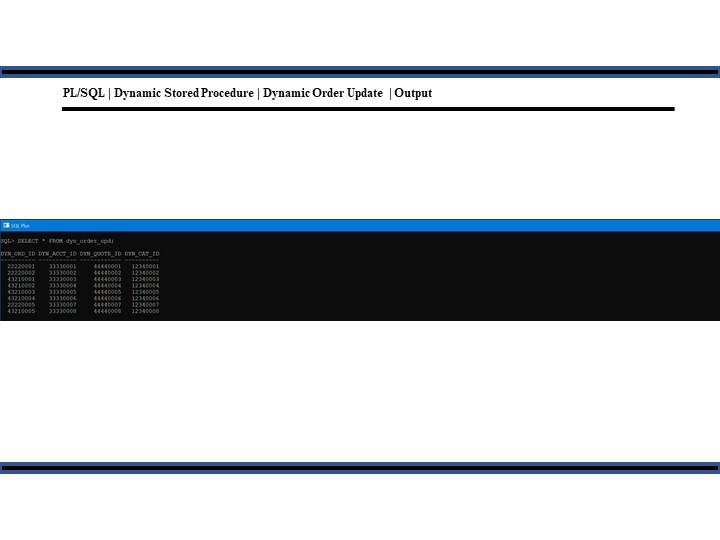 PL/SQL | Dynamic Stored Procedure | Dynamic Order Update | Output
SQL Plus
SQL> SELECT * FROM dyn_order_upd;
DYN_ORD_ID DYN_ACCT_ID DYN_QUOTE_ID DYN_CAT_ID
---------- ----------- ------------ ----------
22220001 33330001 44440001 12340001
22220002 33330002 44440002 12340002
43210001 33330003 44440003 12340003
43210002 33330004 44440004 12340004
43210003 33330005 44440005 12340005
43210004 33330006 44440006 12340006
22220005 33330007 44440007 12340007
43210005 33330008 44440008 12340008